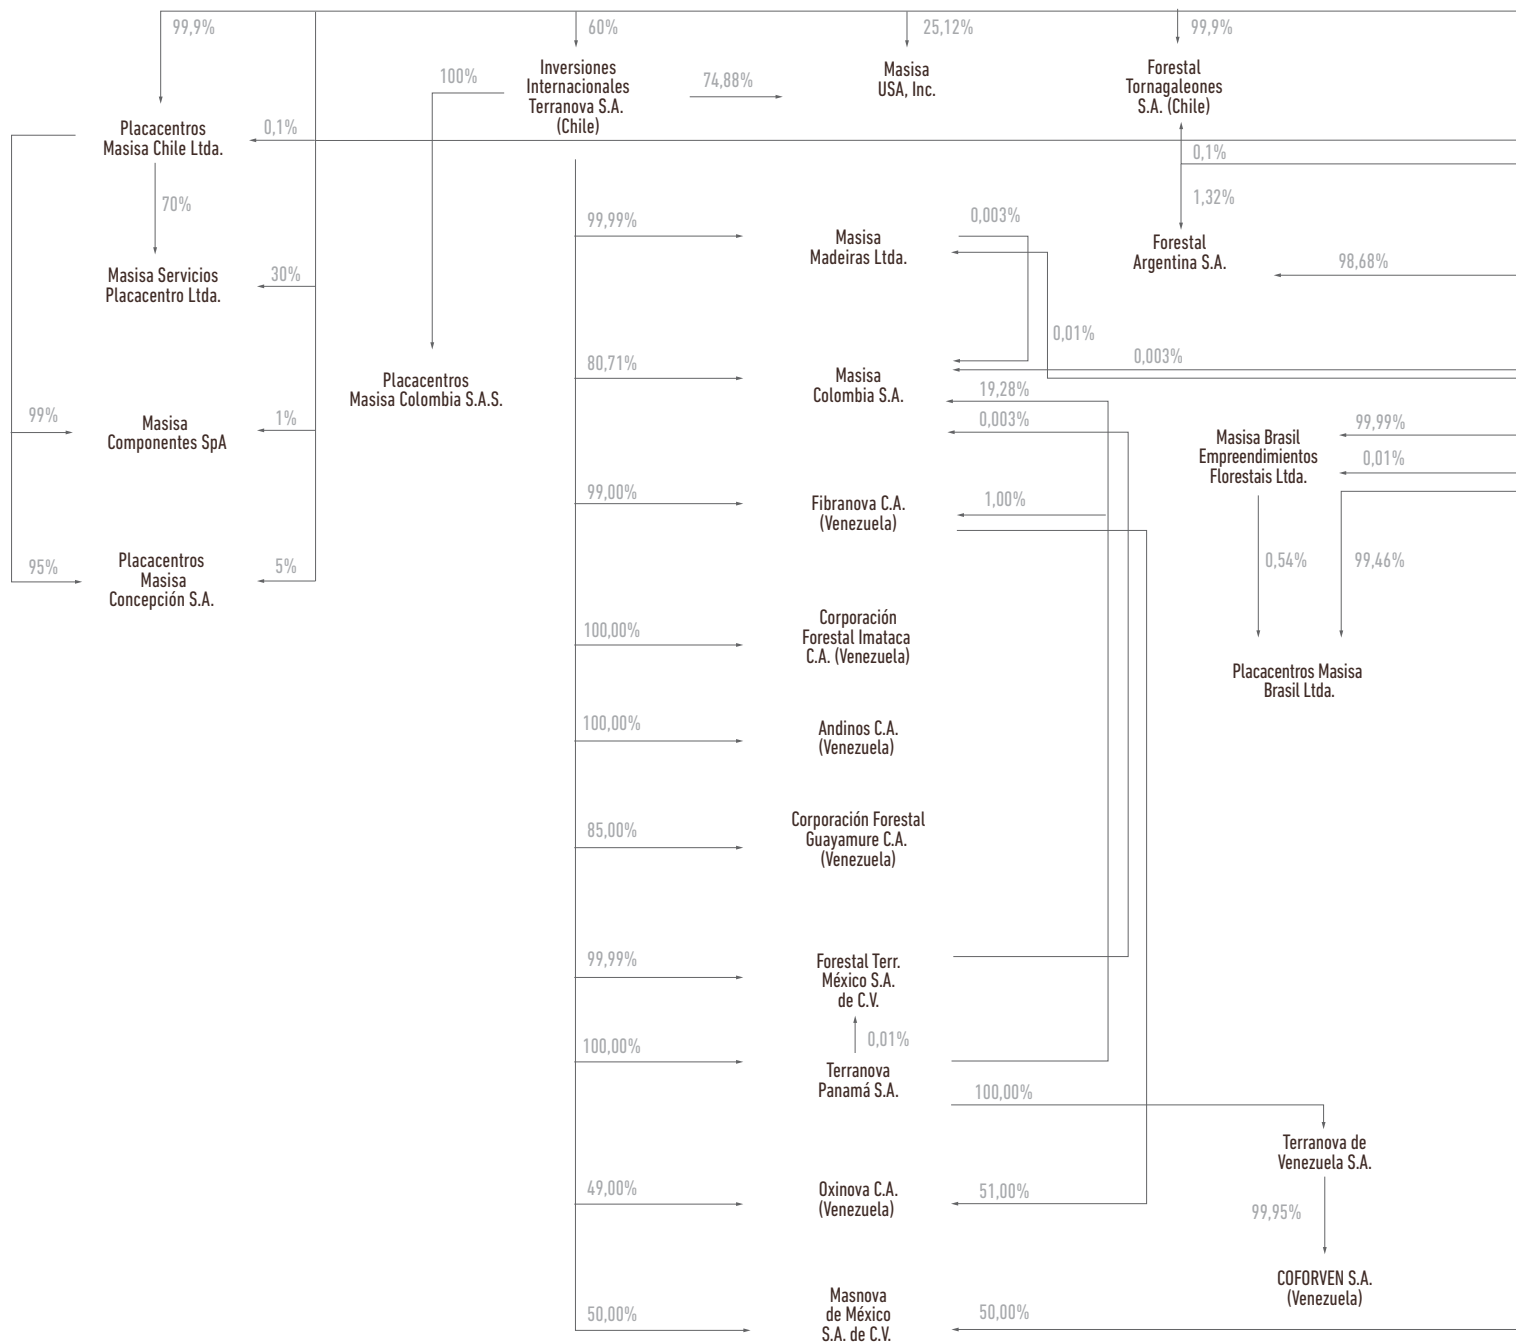 99,9%
60%
25,12%
99,9%
Inversiones
Internacionales
Terranova S.A.
(Chile)
100%
74,88%
Masisa
USA, Inc.
Forestal
Tornagaleones
S.A. (Chile)
Placacentros
Masisa Chile Ltda.
0,1%
0,1%
70%
1,32%
99,99%
0,003%
Masisa
Madeiras Ltda.
Forestal
Argentina S.A.
98,68%
Masisa Servicios
Placacentro Ltda.
30%
0,01%
0,003%
80,71%
Masisa
Colombia S.A.
19,28%
0,003%
Placacentros
Masisa Colombia S.A.S.
99%
Masisa
Componentes SpA
1%
Masisa Brasil
Empreendimientos
Florestais Ltda.
99,99%
0,01%
99,00%
Fibranova C.A.
(Venezuela)
1,00%
95%
Placacentros
Masisa
Concepción S.A.
5%
0,54%
99,46%
100,00%
Corporación
Forestal Imataca
C.A. (Venezuela)
Placacentros Masisa
Brasil Ltda.
100,00%
Andinos C.A.
(Venezuela)
85,00%
Corporación Forestal
Guayamure C.A.
(Venezuela)
99,99%
Forestal Terr.
México S.A.
de C.V.
0,01%
100,00%
Terranova
Panamá S.A.
100,00%
Terranova de
Venezuela S.A.
49,00%
Oxinova C.A.
(Venezuela)
51,00%
99,95%
COFORVEN S.A.
(Venezuela)
50,00%
Masnova
de México
S.A. de C.V.
50,00%